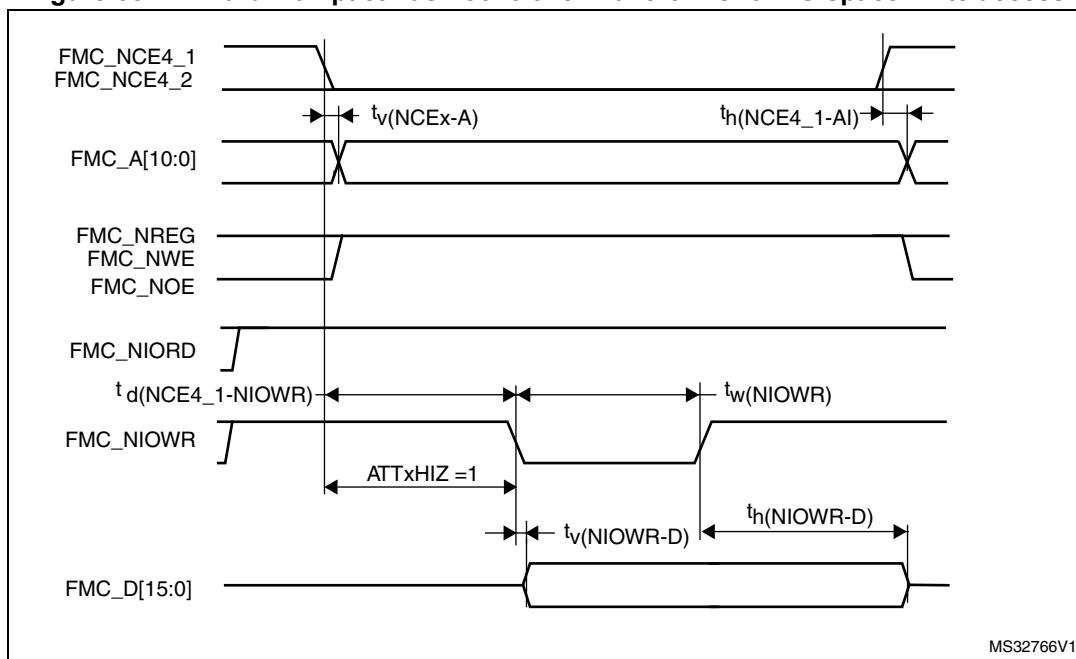 FMC_NCE4_1
FMC_NCE4_2
tv(NCEx-A)
th(NCE4_1-AI)
FMC_A[10:0]
FMC_NREG
FMC_NWE
FMC_NOE
FMC_NIORD
td(NCE4_1-NIOWR)
tw(NIOWR)
FMC_NIOWR
ATTxHIZ =1
th(NIOWR-D)
tv(NIOWR-D)
FMC_D[15:0]
MS32766V1